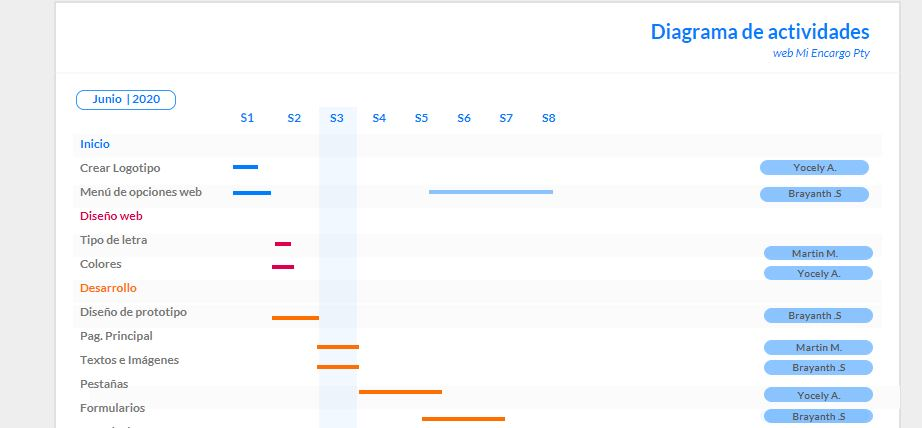 Diagrama de actividades
web Mi Encargo Pty
Junio | 2020
S1 S2 S3 S4 S5 S6 S7 S8
Inicio
Crear Logotipo Yocely A.
Menú de opciones web Brayanth .S
Diseño web
Tipo de letra
Martin M.
Colores Yocely A.
Desarrollo
Diseño de prototipo Brayanth .S
Pag. Principal
Martin M.
Textos e Imágenes Brayanth .S
Pestañas Yocely A.
Formularios Brayanth .S